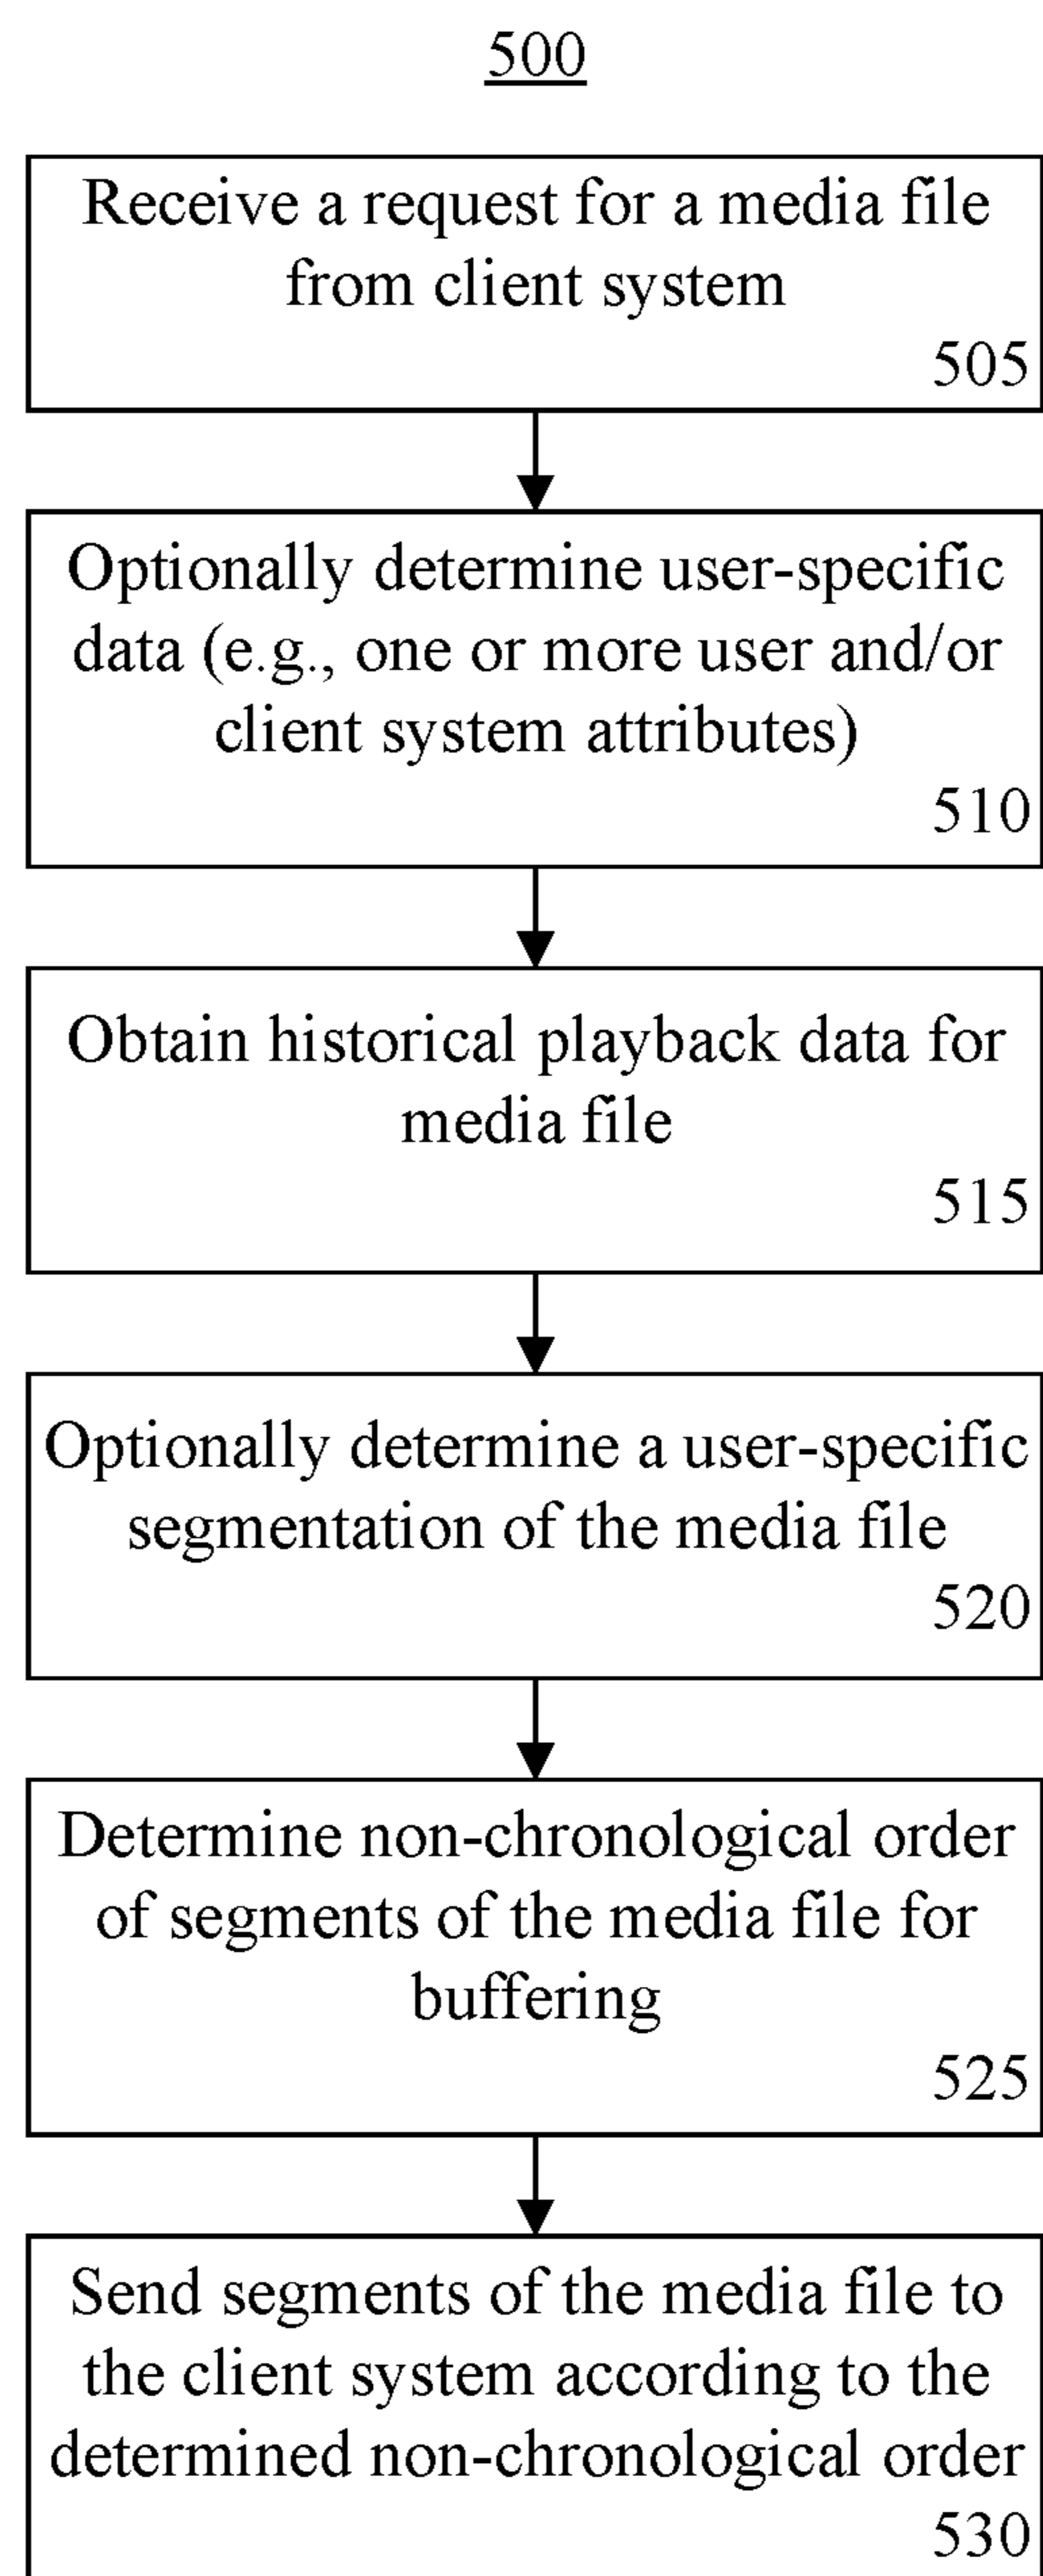 500
Receive a request for a media file
from client system
505
Optionally determine user-specific
data (e.g., one or more user and/or
client system attributes)
510
Obtain historical playback data for
media file
515
Optionally determine a user-specific
segmentation of the media file
520
Determine non-chronological order
of segments of the media file for
buffering
525
Send segments of the media file to
the client system according to the
determined non-chronological order
530